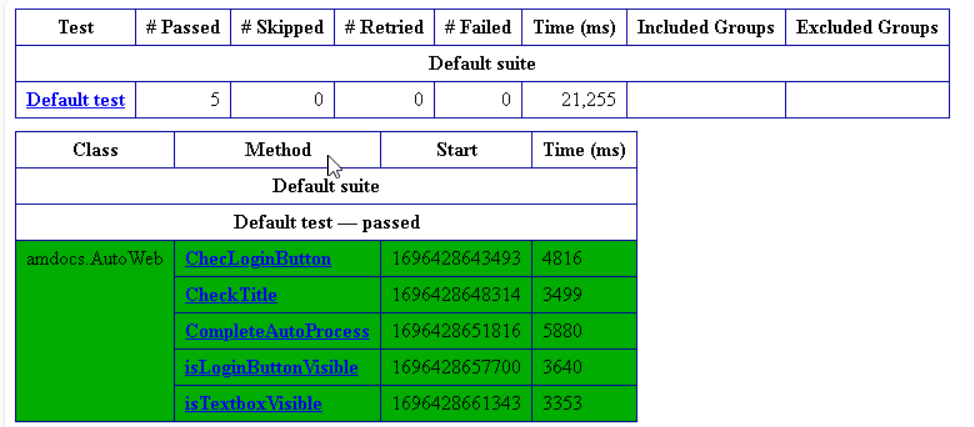 Test # Passed # Skipped # Retried # Failed Time (ms) Included Groups Excluded Groups
Default suite
Default test 5 0 0 0 21,255
Class Method Start Time (ms)
Default suite
Default test — passed
amdocs.AutoWeb ChecLoginButton 1696428643493 4816
CheckTitle 1696428648314 3499
CompleteAutoProcess 1696428651816 5880
isLoginButtonVisible 1696428657700 3640
isTextboxVisible 1696428661343 3353